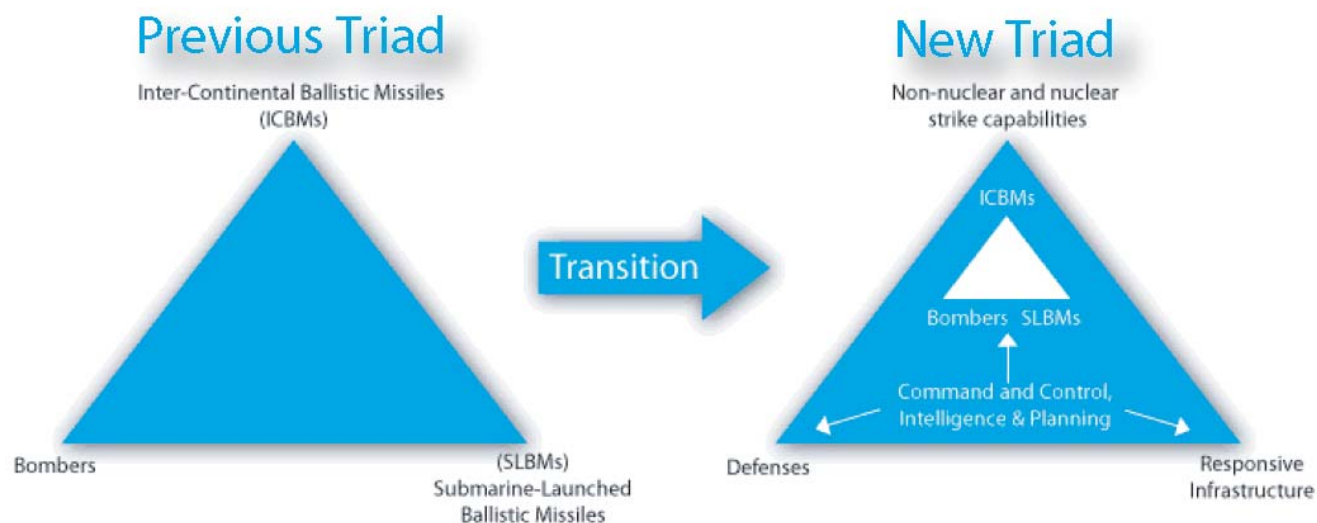 Previous Triad
Inter-Continental Ballistic Missiles
(ICBMs)
Bombers
(SLBMs)
Submarine-Launched
Ballistic Missiles
Transition
New Triad
Non-nuclear and nuclear
strike capabilities
ICBMs
Bombers SLBMs
Command and Control,
Intelligence & Planning
Defenses
Responsive
Infrastructure